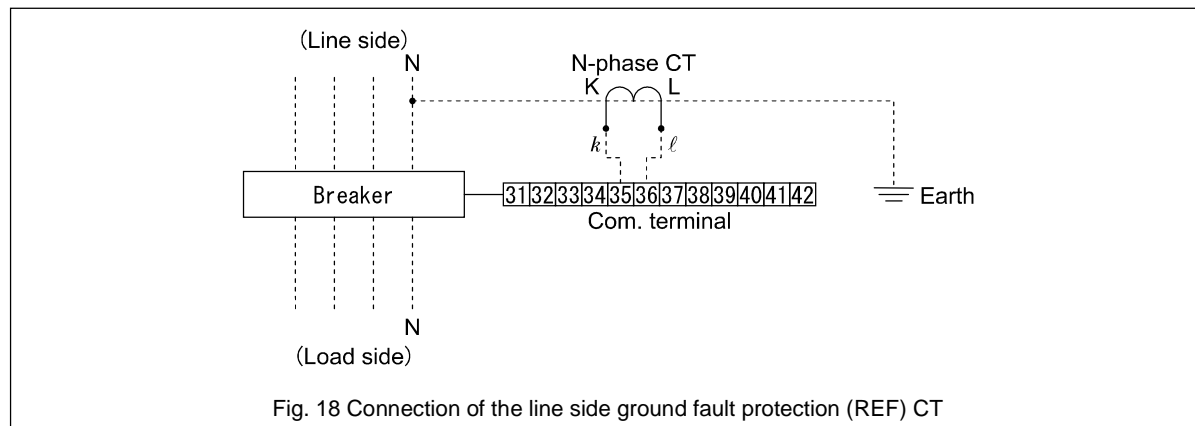 (Line side)
N
N-phase CT
K L
k ℓ
Breaker
31 32 33 34 35 36 37 38 39 40 41 42
Earth
Com. terminal
N
(Load side)
Fig. 18 Connection of the line side ground fault protection (REF) CT